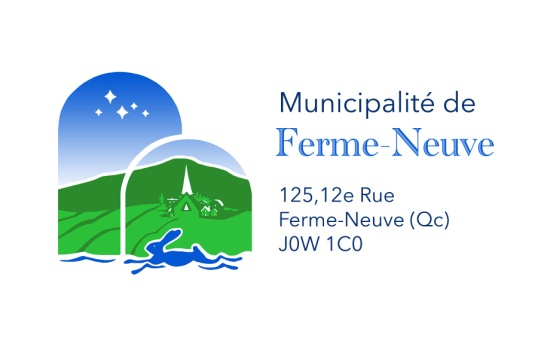 Municipalité de
Ferme-Neuve
125,12e Rue
Ferme-Neuve (Qc)
J0W 1C0